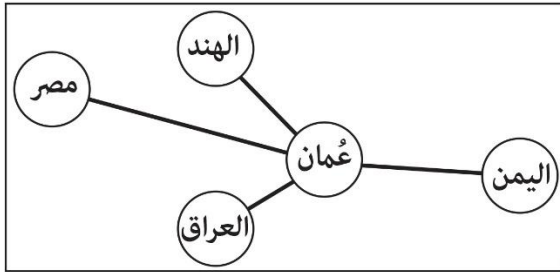 الهند
مصر
عُمان
اليمن
العراق